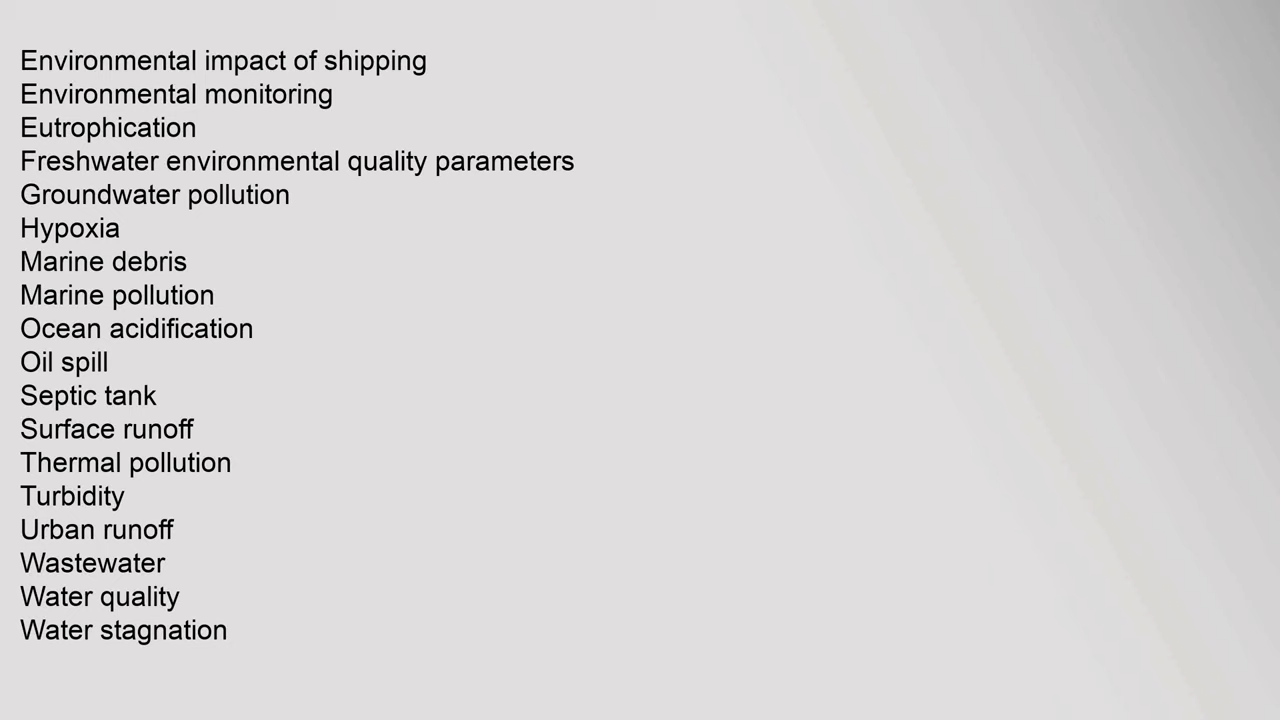 Environmental impact of shipping
Environmental monitoring
Eutrophication
Freshwater environmental quality parameters
Groundwater pollution
Hypoxia
Marine debris
Marine pollution
Ocean acidification
Oil spill
Septic tank
Surface runoff
Thermal pollution
Turbidity
Urban runoff
Wastewater
Water quality
Water stagnation